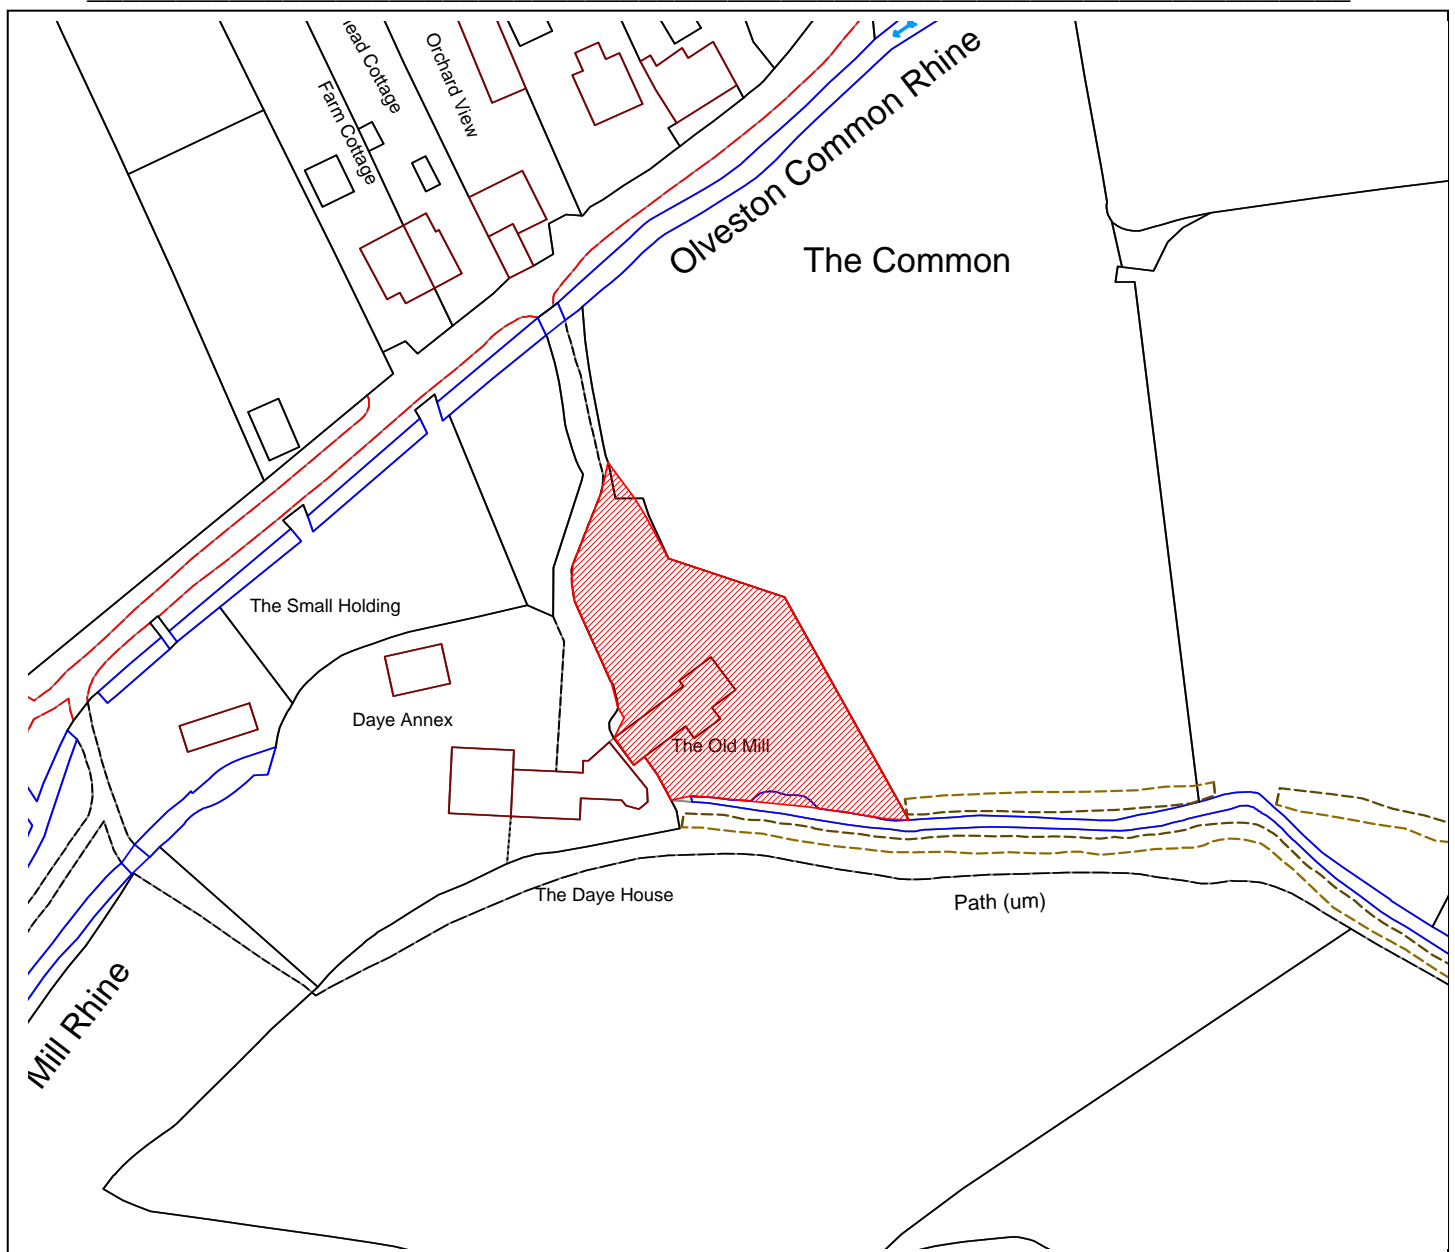 Cottage
Orchard View
Farm Cottage
Olveston Common Rhine
The Common
The Small Holding
Daye Annex
The Old Mill
The Daye House
Path (um)
Mill Rhine